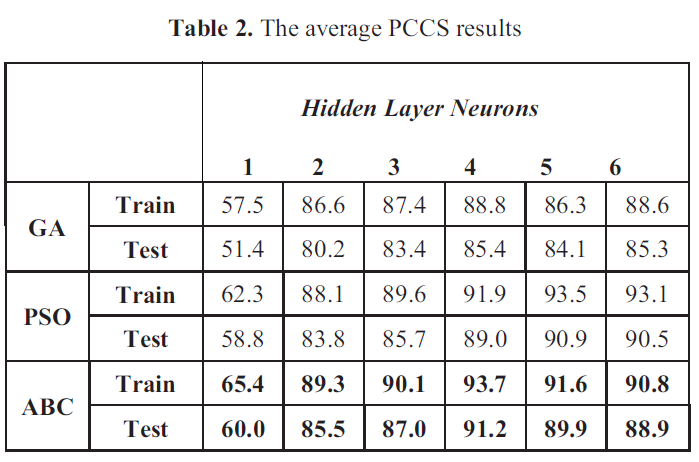 Table 2. The average PCCS results
Hidden Layer Neurons
1 2 3 4 5 6
GA
Train 57.5 86.6 87.4 88.8 86.3 88.6
Test 51.4 80.2 83.4 85.4 84.1 85.3
PSO
Train 62.3 88.1 89.6 91.9 93.5 93.1
Test 58.8 83.8 85.7 89.0 90.9 90.5
ABC
Train 65.4 89.3 90.1 93.7 91.6 90.8
Test 60.0 85.5 87.0 91.2 89.9 88.9